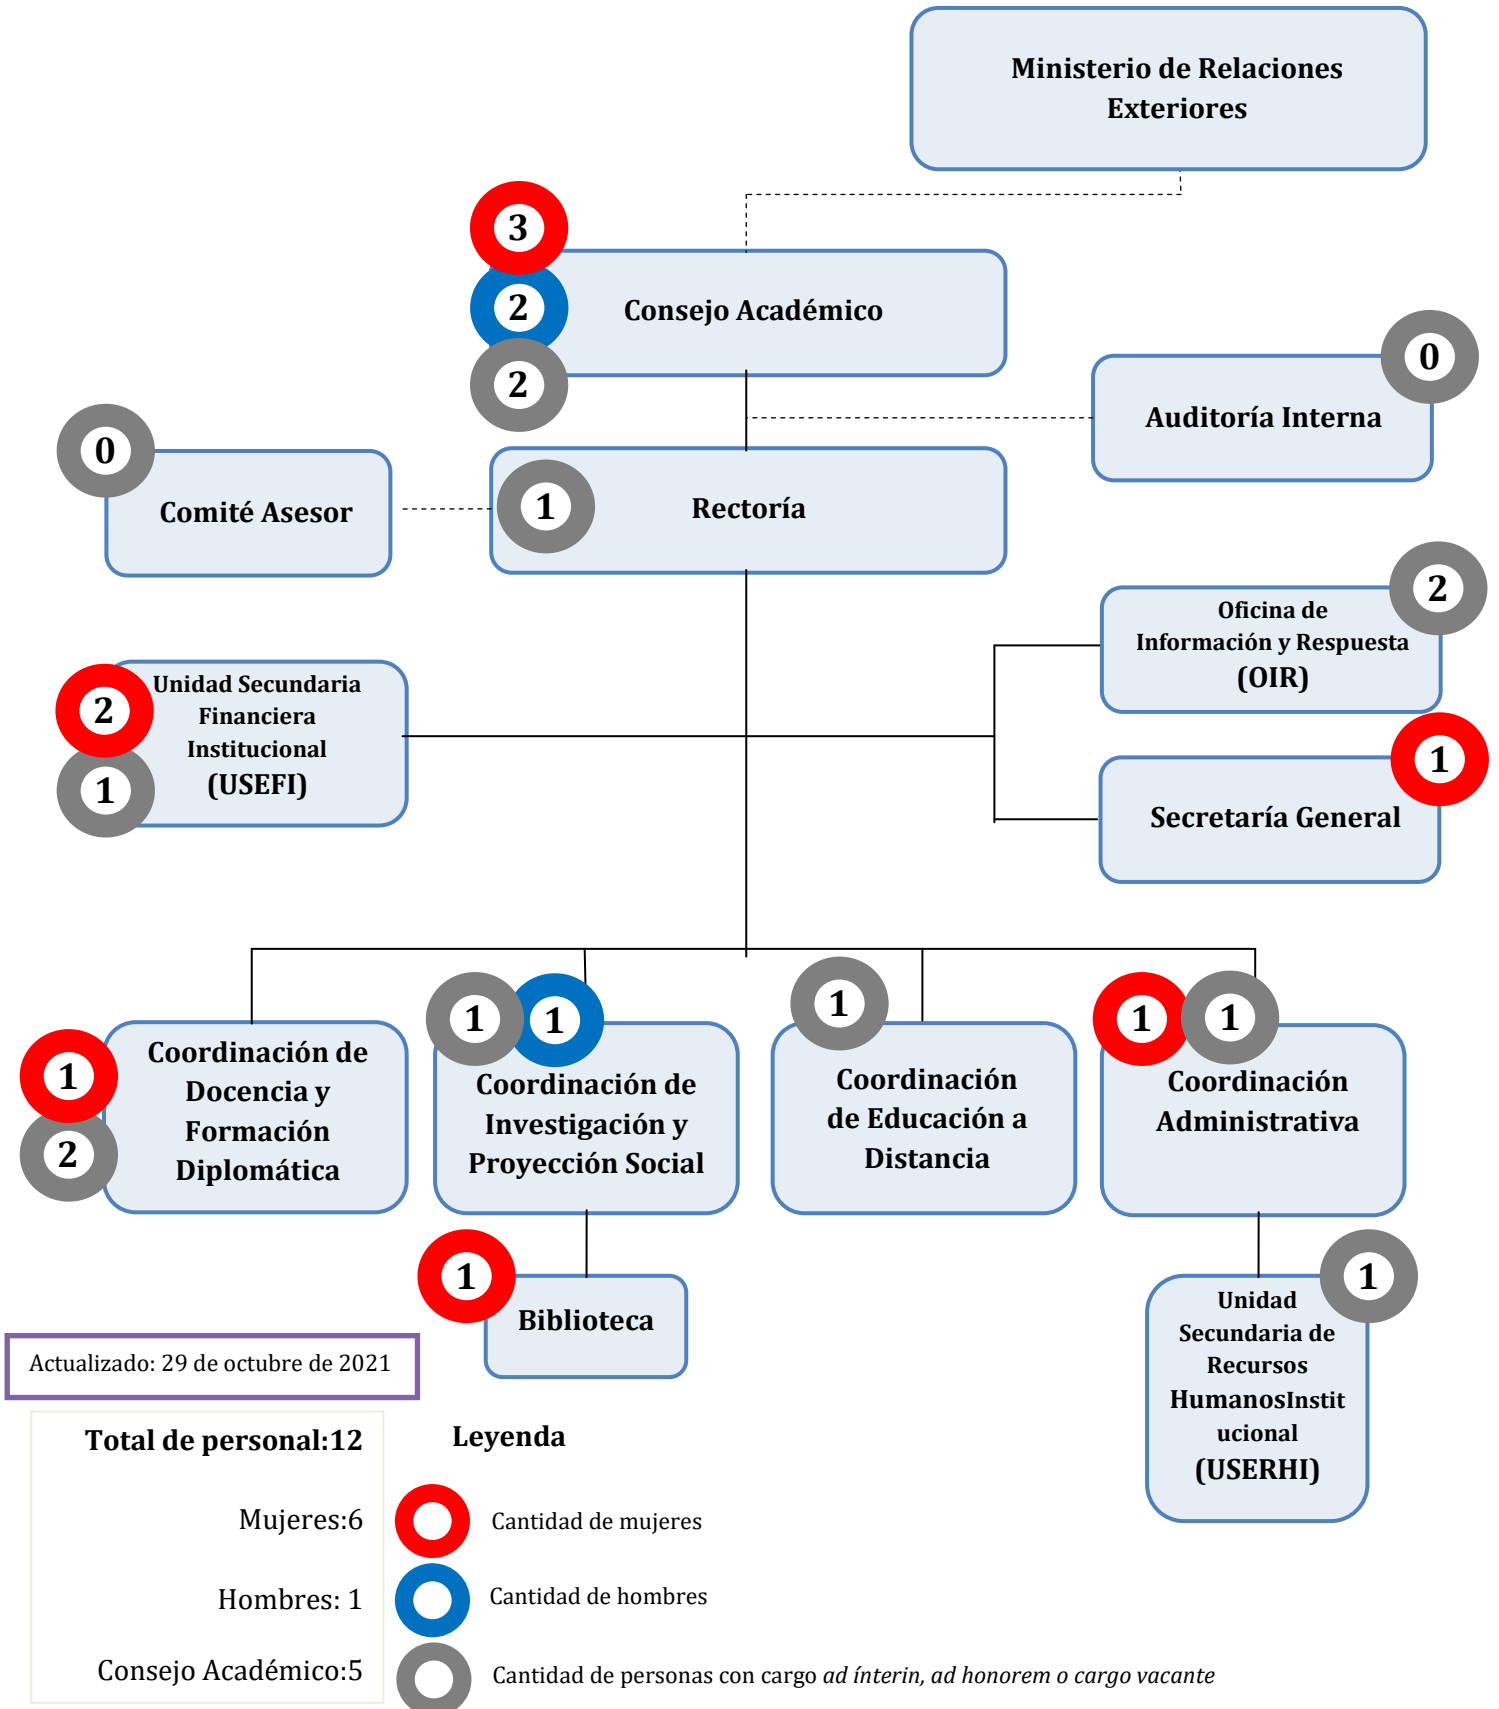 Ministerio de Relaciones
Exteriores
3
2
2
Consejo Académico
0
Auditoría Interna
0
Comité Asesor
1
Rectoría
2
Oficina de
Información y Respuesta
(OIR)
2
1
Unidad Secundaria
Financiera
Institucional
(USEFI)
1
Secretaría General
1
2
Coordinación de
Docencia y
Formación
Diplomática
1
1
Coordinación de
Investigación y
Proyección Social
1
Coordinación
de Educación a
Distancia
1
1
Coordinación
Administrativa
1
Biblioteca
1
Unidad
Secundaria de
Recursos
HumanosInstit
ucional
(USERHI)
Actualizado: 29 de octubre de 2021
Total de personal:12
Mujeres:6
Hombres: 1
Consejo Académico:5
Leyenda
Cantidad de mujeres
Cantidad de hombres
Cantidad de personas con cargo ad ínterin, ad honorem o cargo vacante